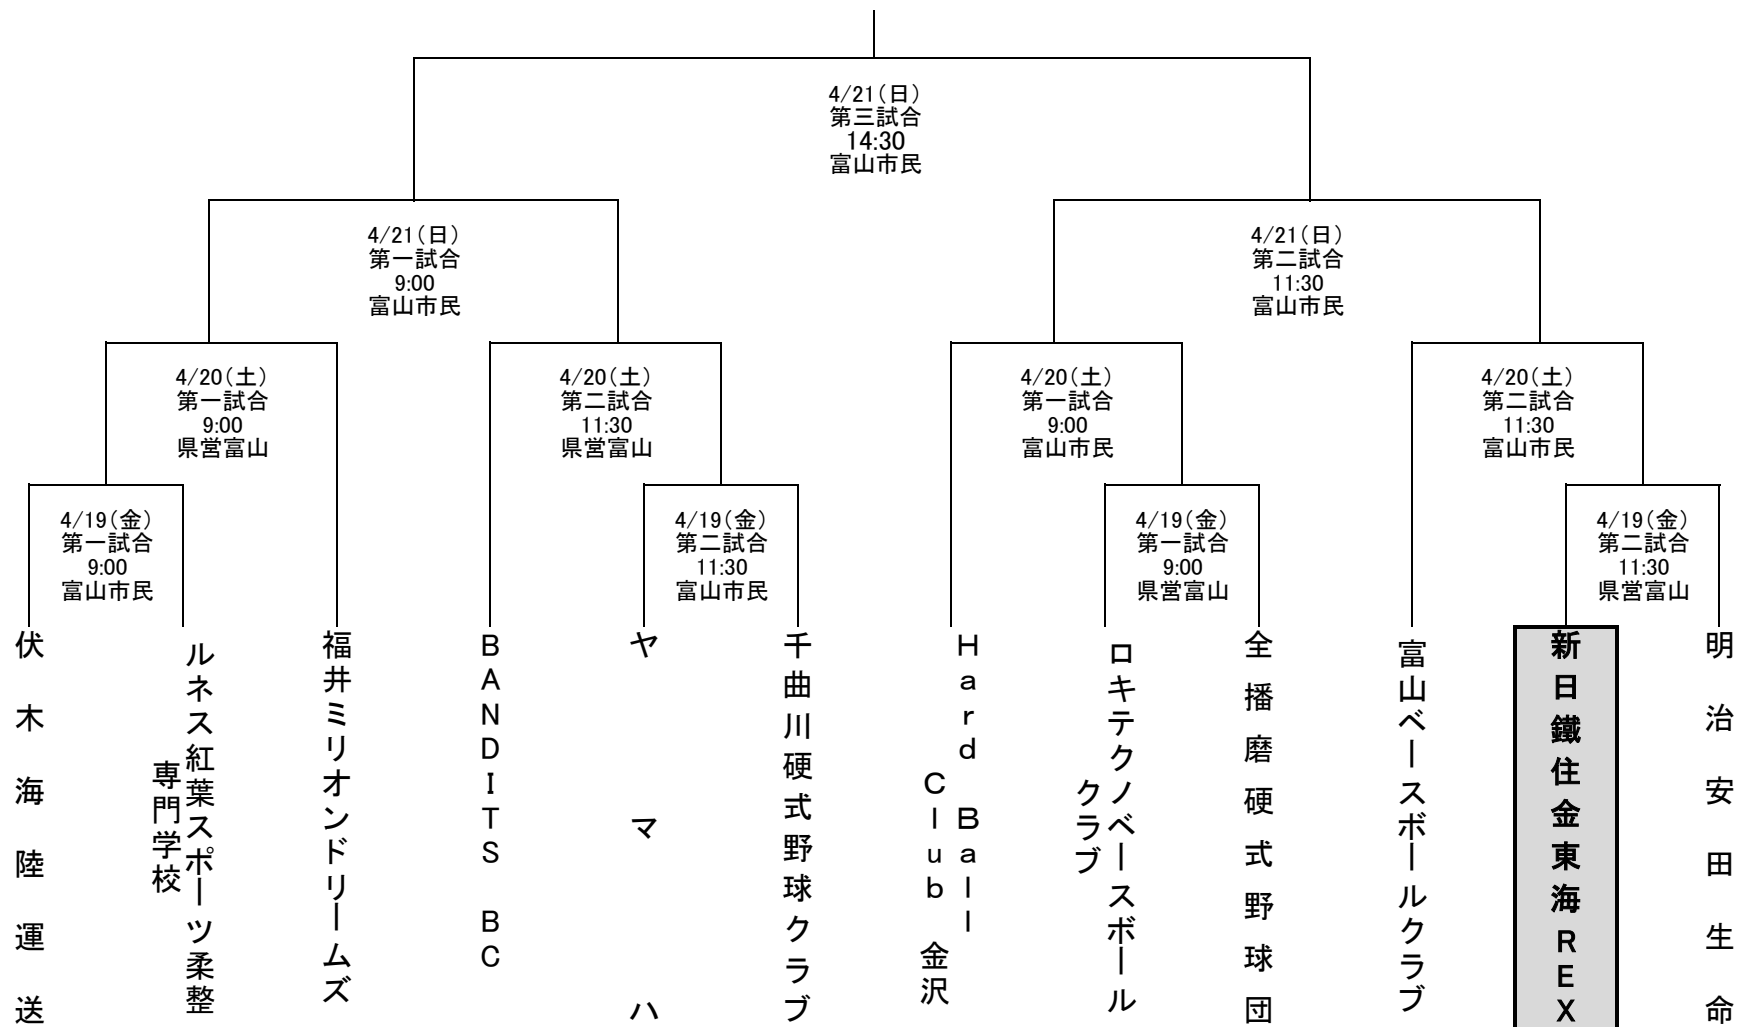 4/21(日)
第三試合
14:30
富山市民
4/21(日)
第一試合
9:00
富山市民
4/21(日)
第二試合
11:30
富山市民
4/20(土)
第一試合
9:00
県営富山
4/20(土)
第二試合
11:30
県営富山
4/20(土)
第一試合
9:00
富山市民
4/20(土)
第二試合
11:30
富山市民
4/19(金)
第一試合
9:00
富山市民
4/19(金)
第二試合
11:30
富山市民
4/19(金)
第一試合
9:00
県営富山
4/19(金)
第二試合
11:30
県営富山
伏木海陸運送
ルネス紅葉スポーツ柔整
専門学校
福井ミリオンドリームズ
BANDITS BC
ヤマハ
千曲川硬式野球クラブ
Hard Ball
Club 金沢
ロキテクノベースボール
クラブ
全播磨硬式野球団
富山ベースボールクラブ
新日鐵住金東海REX
明治安田生命